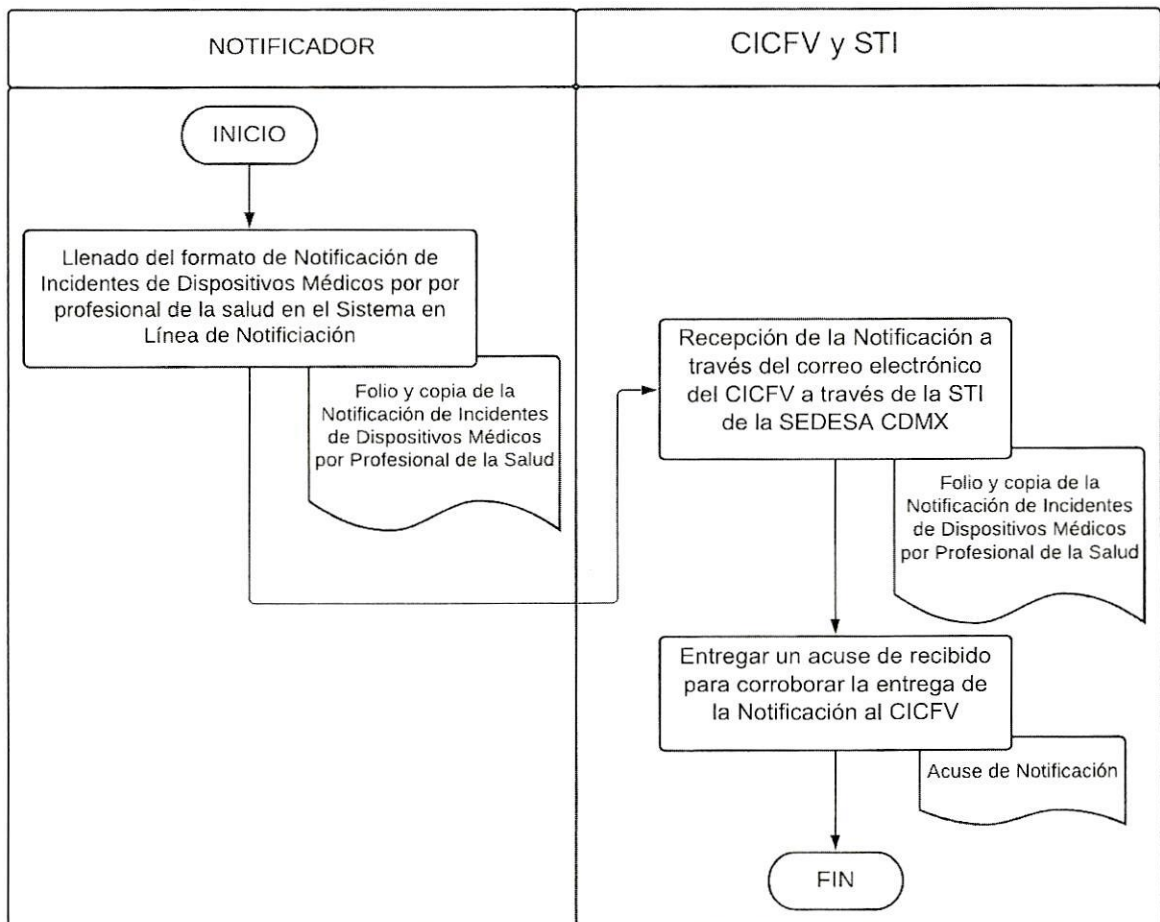 NOTIFICADOR
CICFV y STI
INICIO
Llenado del formato de Notificación de
Incidentes de Dispositivos Médicos por por
profesional de la salud en el Sistema en
Línea de Notificiación
Folio y copia de la
Notificación de Incidentes
de Dispositivos Médicos
por Profesional de la Salud
Recepción de la Notificación a
través del correo electrónico
del CICFV a través de la STI
de la SEDESA CDMX
Folio y copia de la
Notificación de Incidentes
de Dispositivos Médicos
por Profesional de la Salud
Entregar un acuse de recibido
para corroborar la entrega de
la Notificación al CICFV
Acuse de Notificación
FIN